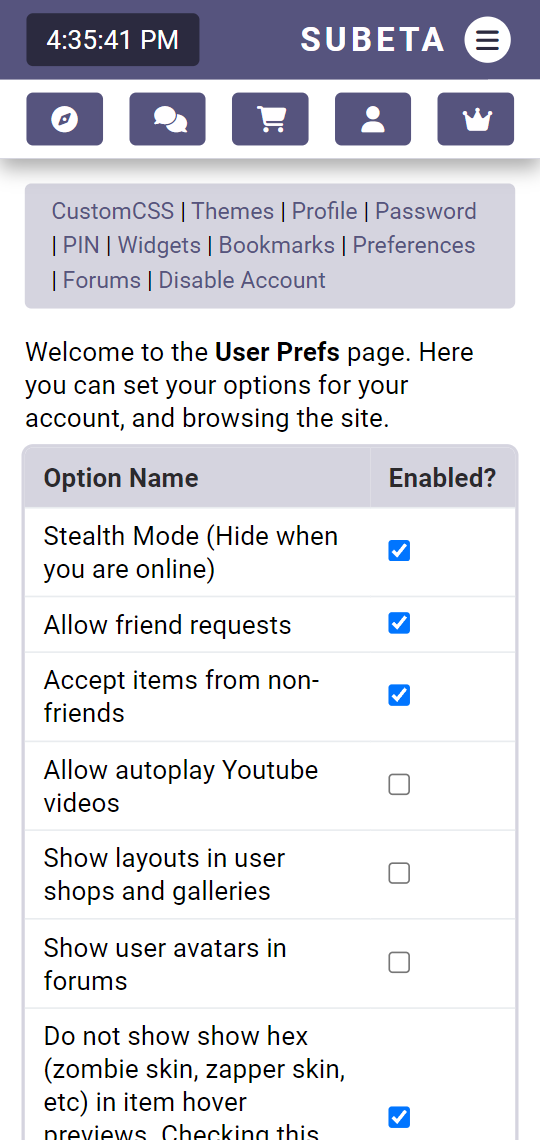 4:35:41 PM
SUBETA
CustomCSS | Themes | Profile | Password
| PIN | Widgets | Bookmarks | Preferences
| Forums | Disable Account
Welcome to the User Prefs page. Here
you can set your options for your
account, and browsing the site.
Option Name
Enabled?
Stealth Mode (Hide when
you are online)
Allow friend requests
Accept items from non-
friends
Allow autoplay Youtube
videos
Show layouts in user
shops and galleries
Show user avatars in
forums
Do not show show hex
(zombie skin, zapper skin,
etc) in item hover
previews. Checking this